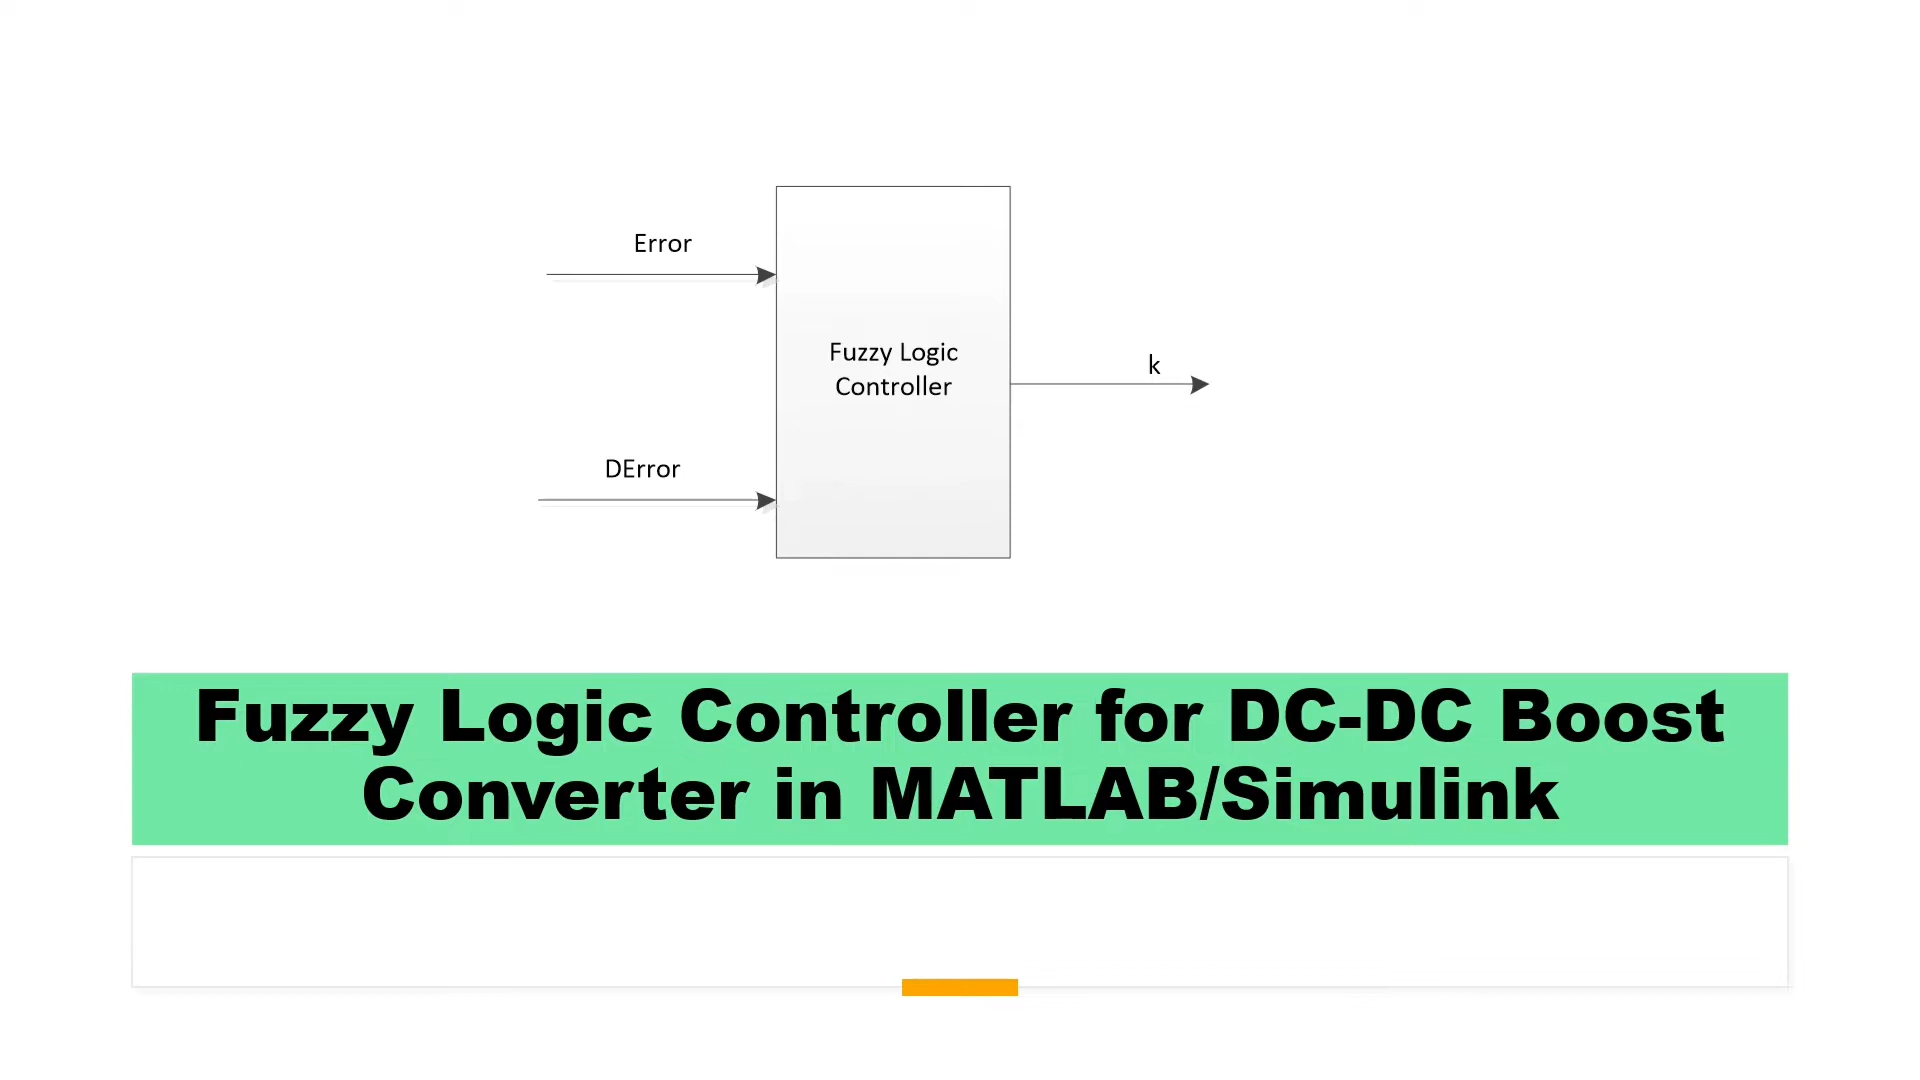 Error
Fuzzy Logic
Controller
k
DError
Fuzzy Logic Controller for DC-DC Boost
Converter in MATLAB/Simulink